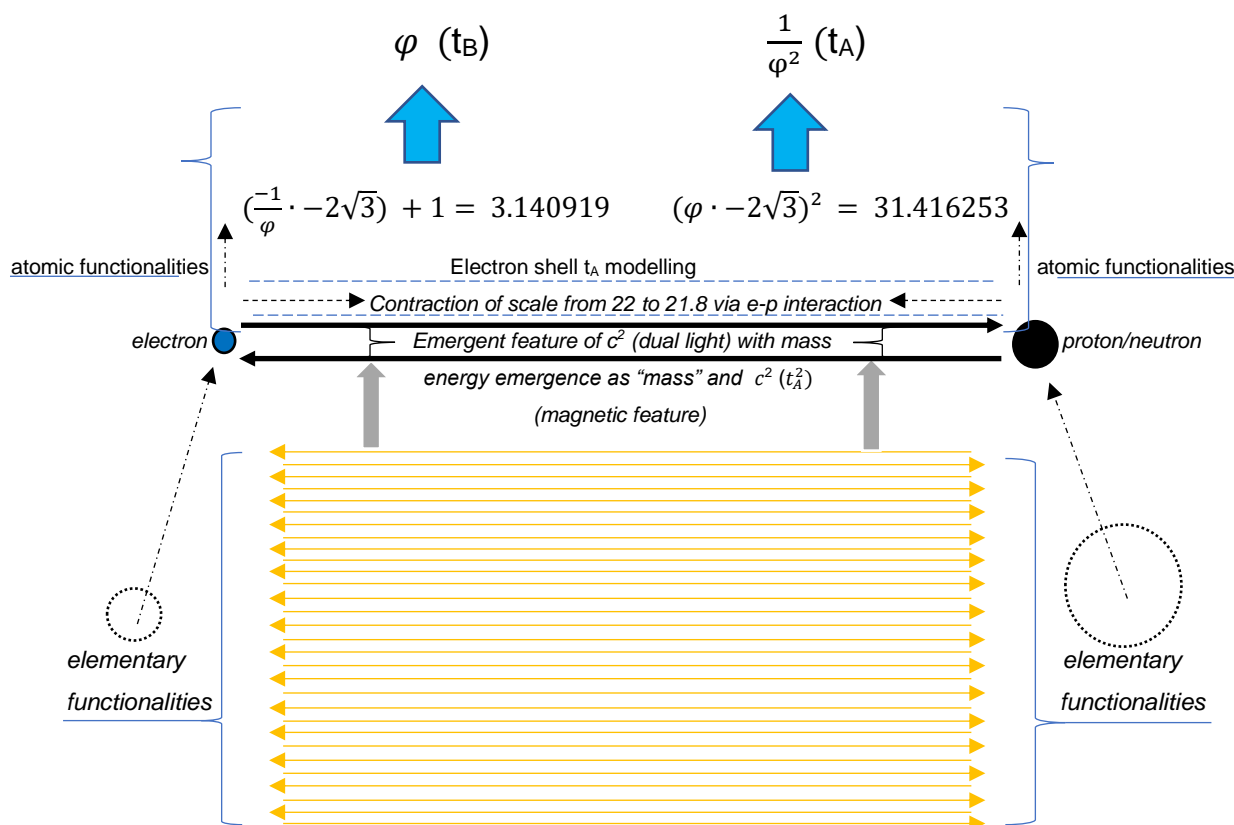 φ (tB) 1/φ² (tA)
(-1/φ · -2√3) + 1 = 3.140919 (φ · -2√3)² = 31.416253
atomic functionalities Electron shell tA modelling atomic functionalities
Contraction of scale from 22 to 21.8 via e-p interaction
electron Emergent feature of c² (dual light) with mass proton/neutron
energy emergence as “mass” and c² (tA²)
(magnetic feature)
elementary elementary
functionalities functionalities